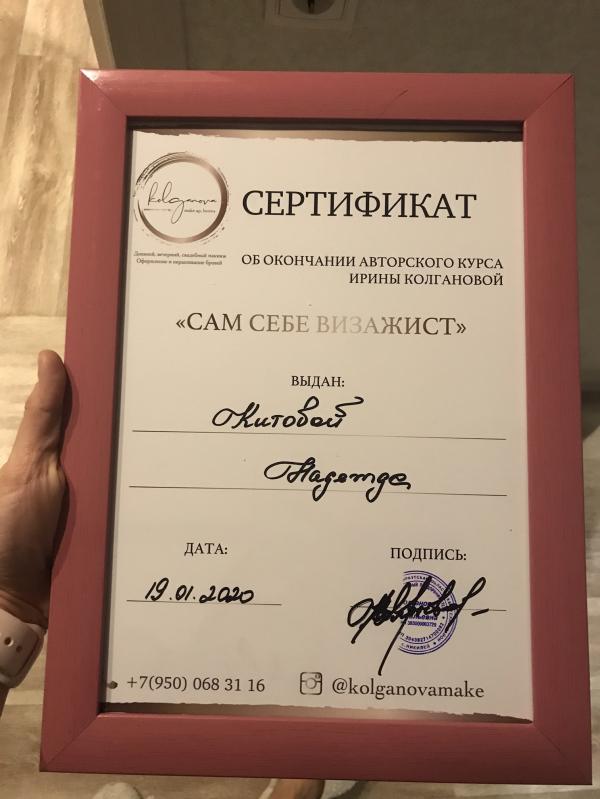 kolganova
make up, brows
Дневной, вечерний, свадебный макияж
Оформление и окрашивание бровей
СЕРТИФИКАТ
ОБ ОКОНЧАНИИ АВТОРСКОГО КУРСА
ИРИНЫ КОЛГАНОВОЙ
«САМ СЕБЕ ВИЗАЖИСТ»
ВЫДАН:
Китовой
Надежда
ДАТА:
ПОДПИСЬ:
19.01.2020
+7(950) 068 31 16
@kolganovamake